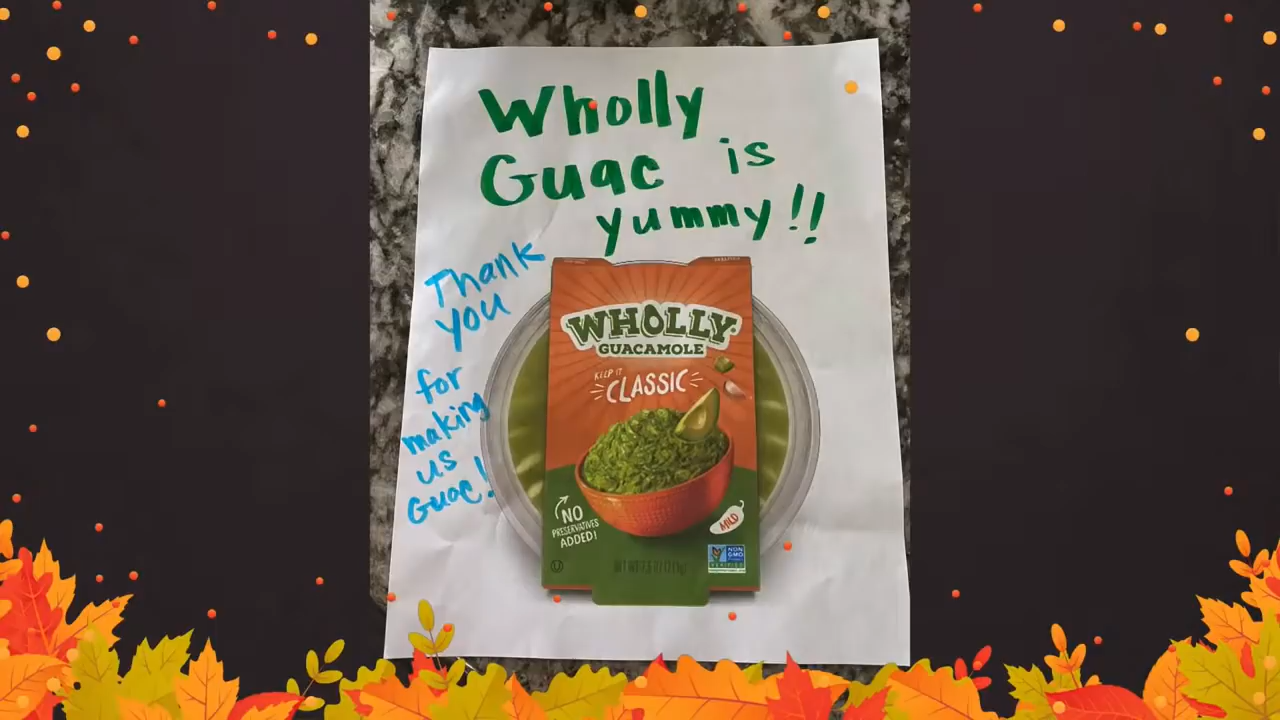 Wholly
Guac is
yummy!!
Thank
you
for
making
us
Guac!
WHOLLY
GUACAMOLE
KEEP IT
CLASSIC
NO
PRESERVATIVES
ADDED!
MILD
NON
GMO
VERIFIED